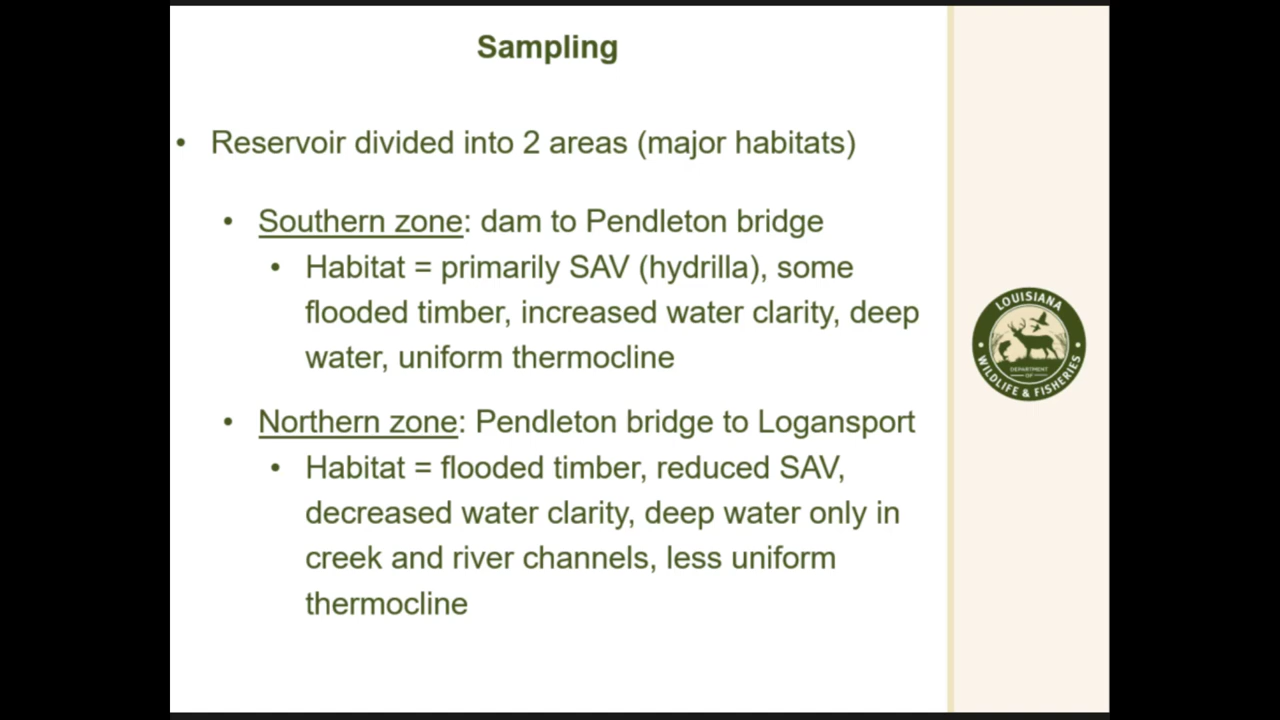 Sampling
• Reservoir divided into 2 areas (major habitats)
• Southern zone: dam to Pendleton bridge
• Habitat = primarily SAV (hydrilla), some
flooded timber, increased water clarity, deep
water, uniform thermocline
• Northern zone: Pendleton bridge to Logansport
• Habitat = flooded timber, reduced SAV,
decreased water clarity, deep water only in
creek and river channels, less uniform
thermocline
LOUISIANA
DEPARTMENT
OF
WILDLIFE & FISHERIES